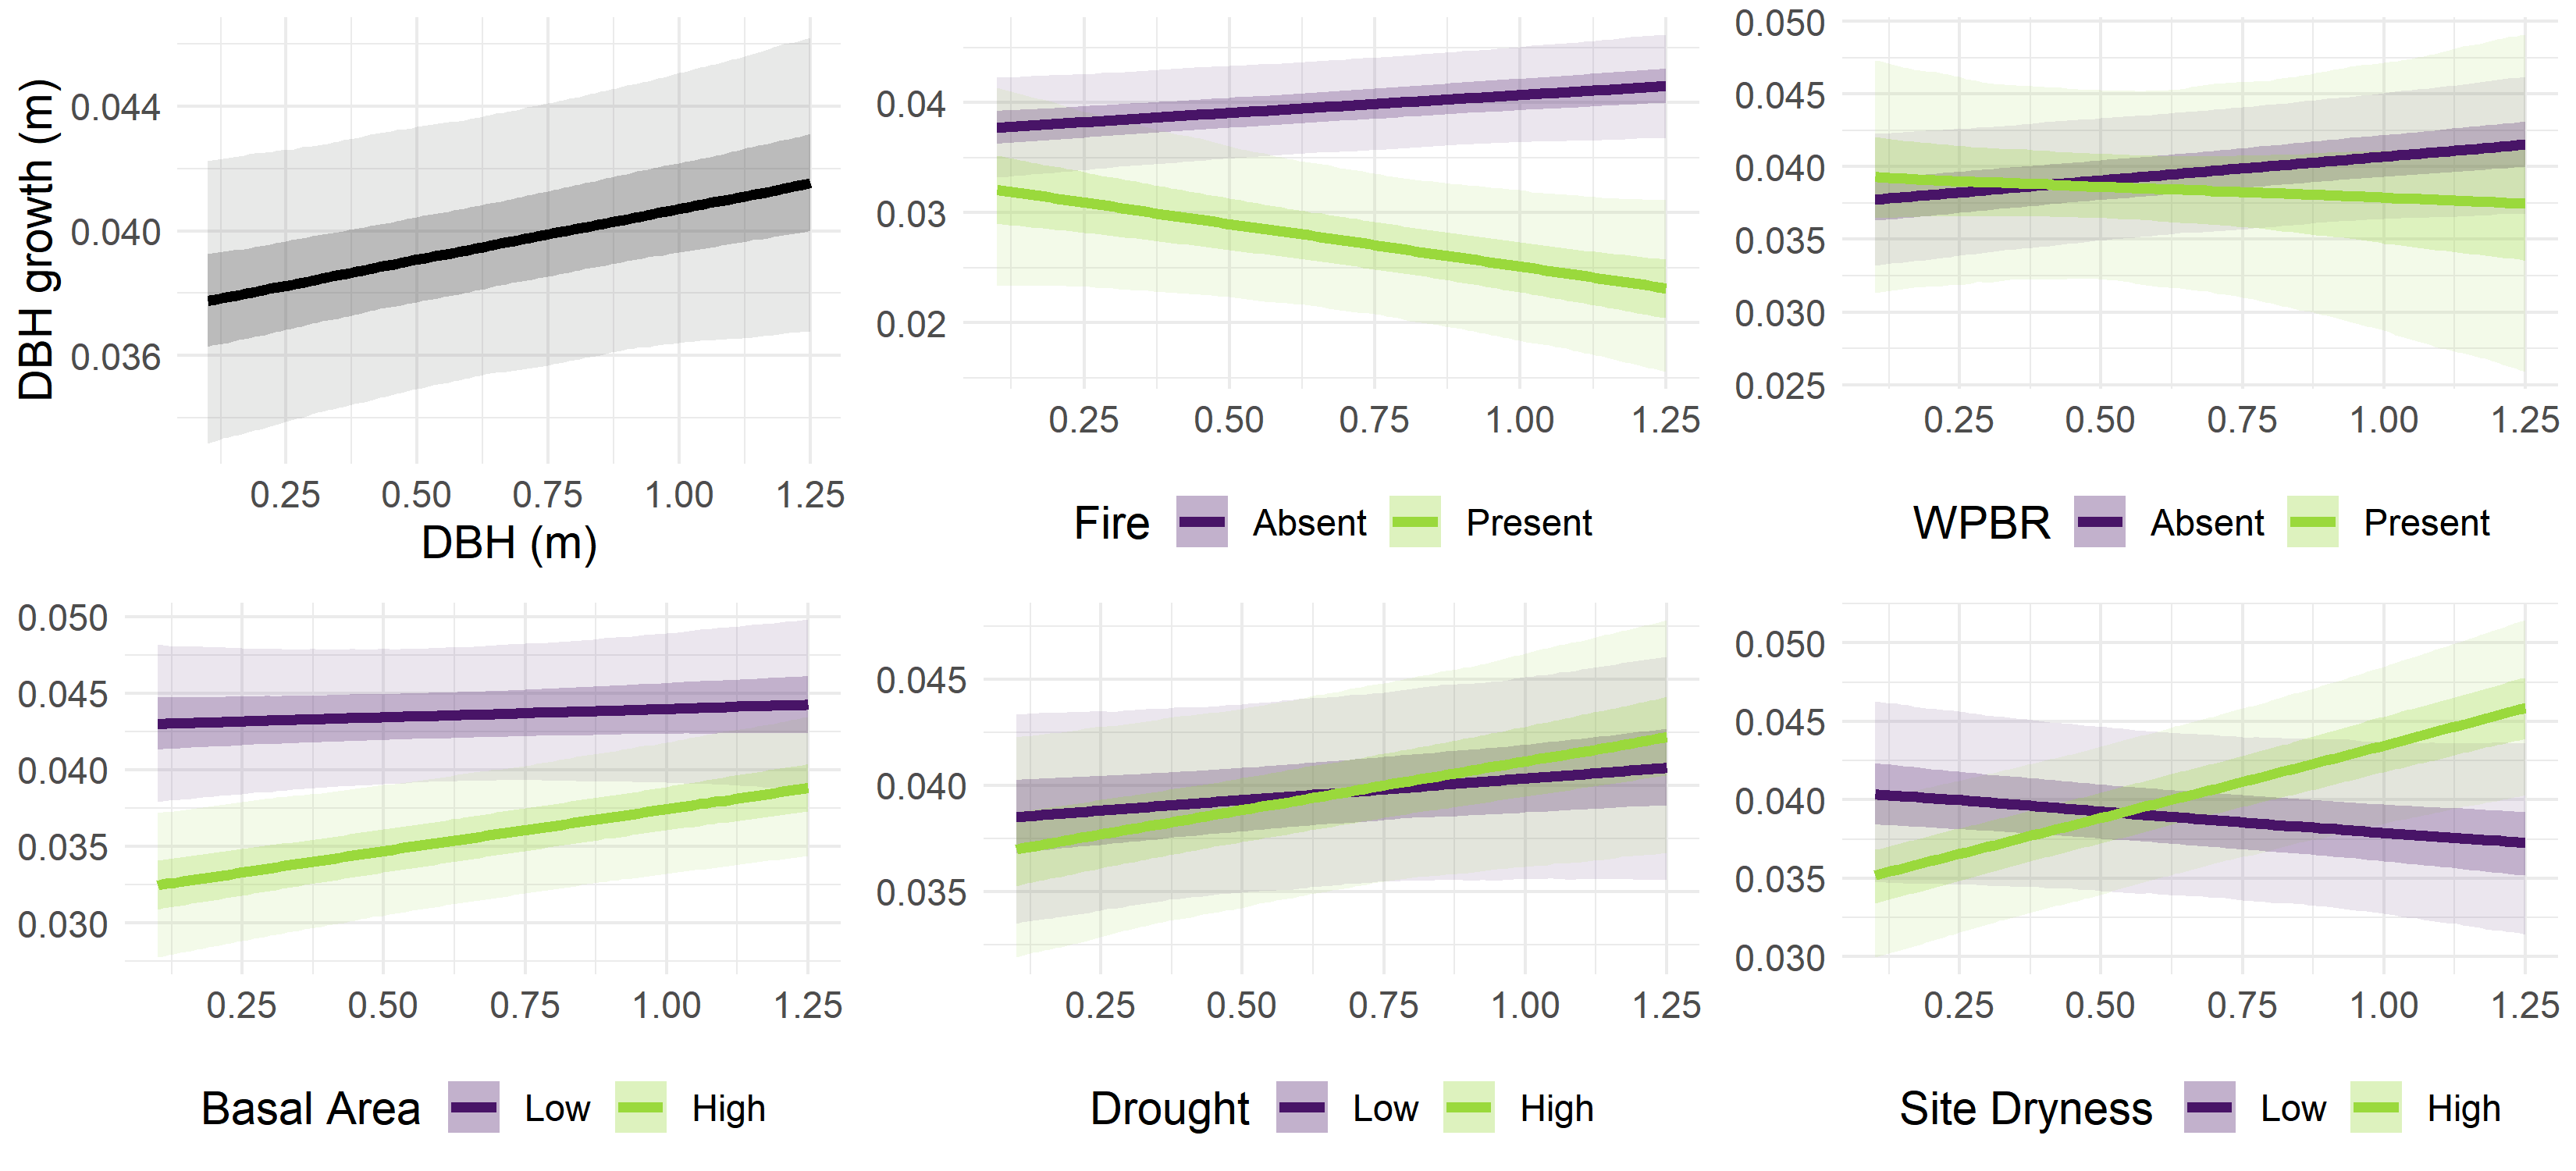 DBH growth (m)
0.044
0.040
0.036
0.25 0.50 0.75 1.00 1.25
DBH (m)
0.04
0.03
0.02
0.25 0.50 0.75 1.00 1.25
Fire Absent Present
0.050
0.045
0.040
0.035
0.030
0.025
0.25 0.50 0.75 1.00 1.25
WPBR Absent Present
0.050
0.045
0.040
0.035
0.030
0.25 0.50 0.75 1.00 1.25
Basal Area Low High
0.045
0.040
0.035
0.25 0.50 0.75 1.00 1.25
Drought Low High
0.050
0.045
0.040
0.035
0.030
0.25 0.50 0.75 1.00 1.25
Site Dryness Low High